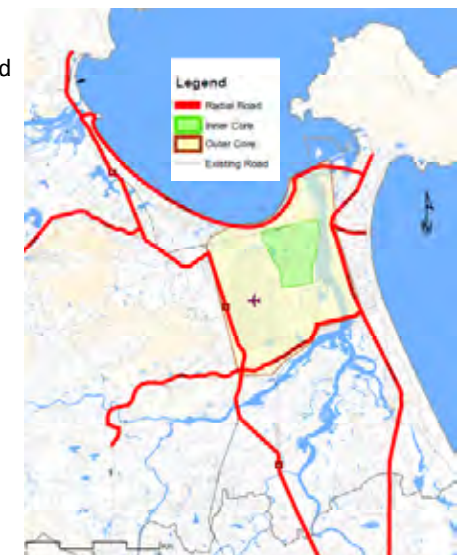 d
Legend
Radial Road
Inner Core
Outer Core
Existing Road